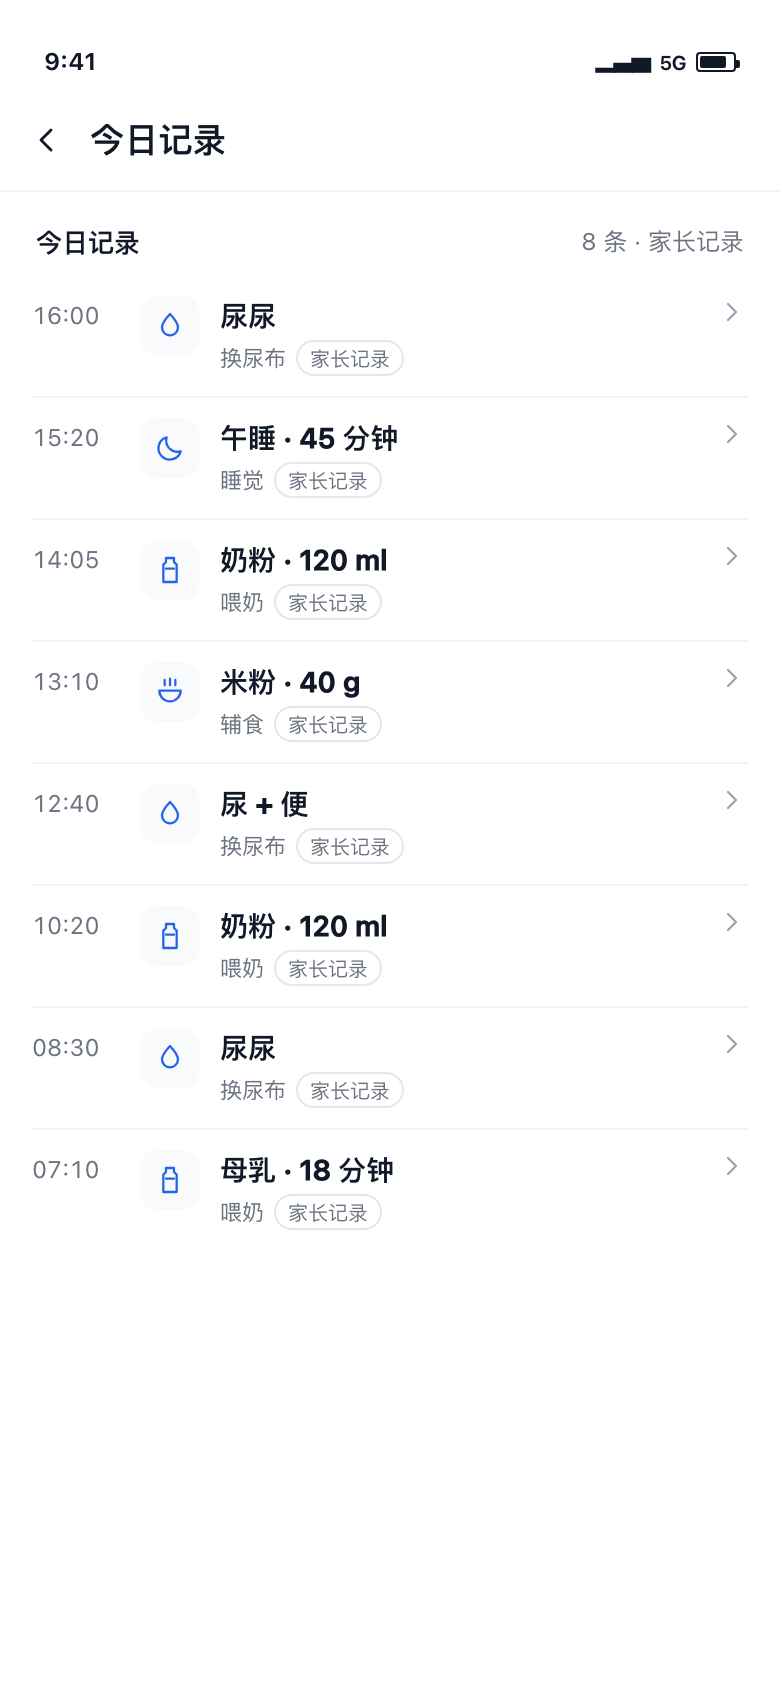 9:41 5G
今日记录
今日记录 8 条 · 家长记录
16:00 尿尿
换尿布 家长记录
15:20 午睡 · 45 分钟
睡觉 家长记录
14:05 奶粉 · 120 ml
喂奶 家长记录
13:10 米粉 · 40 g
辅食 家长记录
12:40 尿 + 便
换尿布 家长记录
10:20 奶粉 · 120 ml
喂奶 家长记录
08:30 尿尿
换尿布 家长记录
07:10 母乳 · 18 分钟
喂奶 家长记录